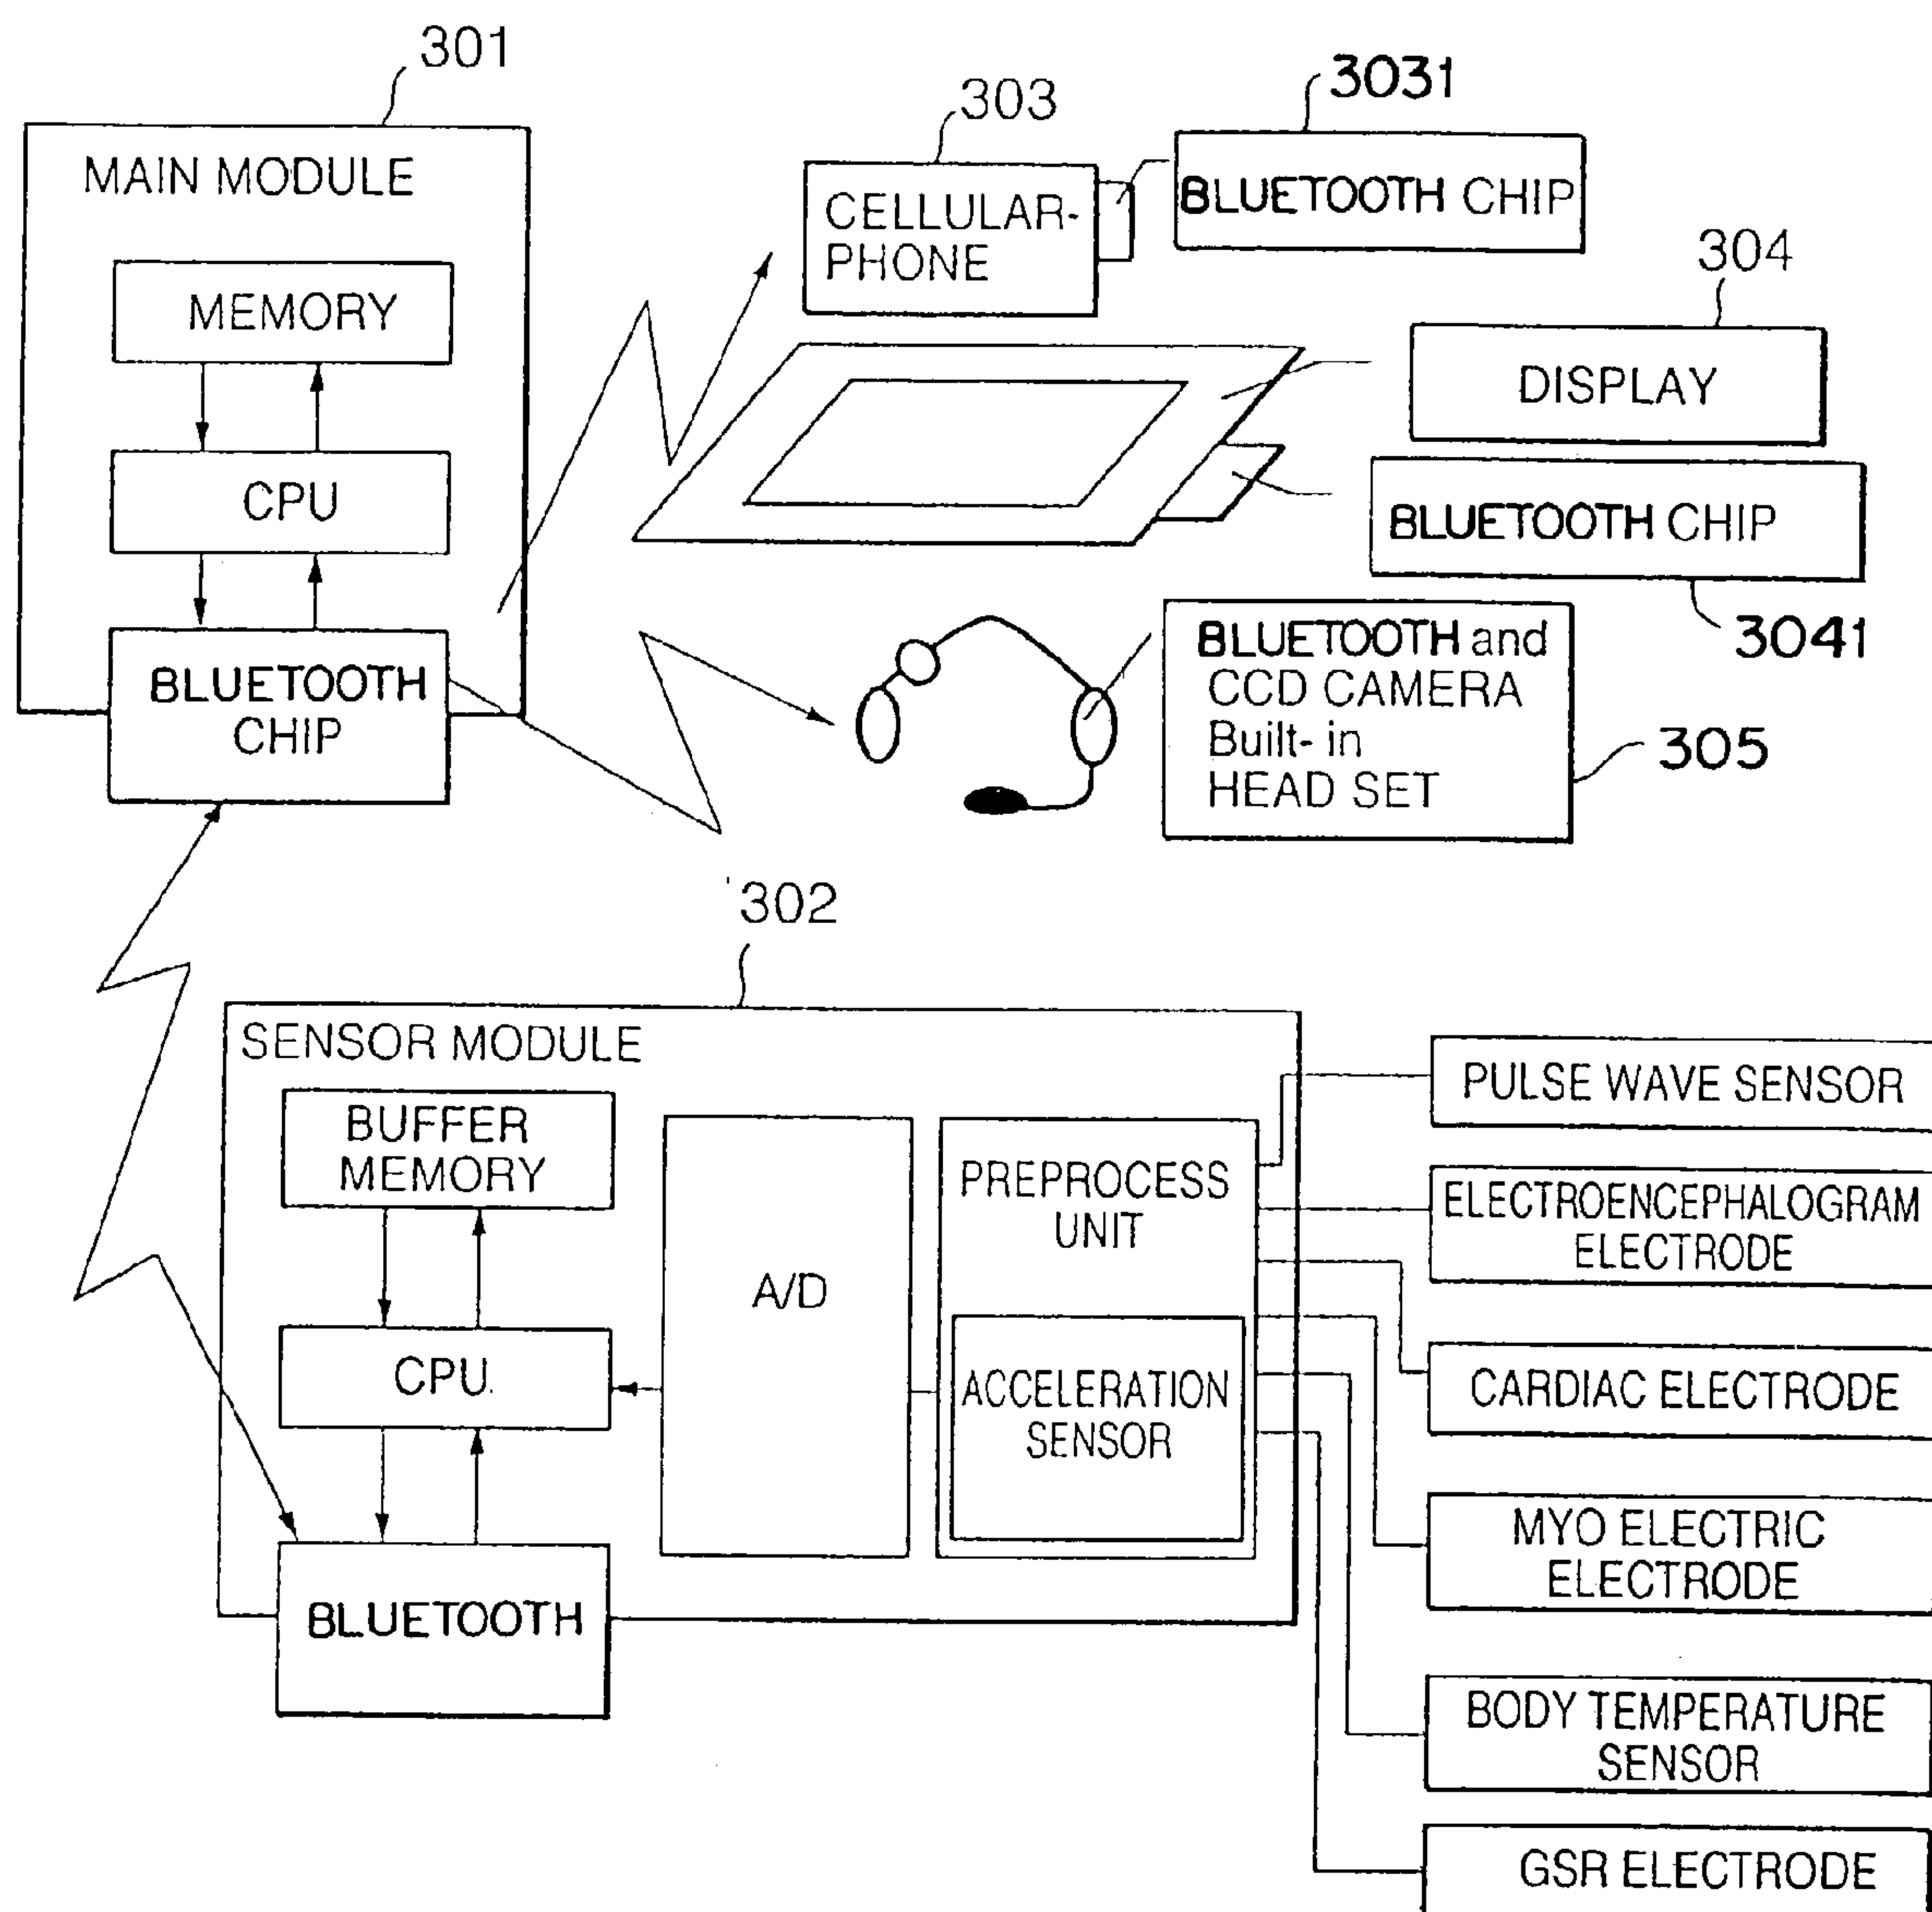 301
MAIN MODULE
MEMORY
CPU
BLUETOOTH
CHIP
303
CELLULAR-
PHONE
3031
BLUETOOTH CHIP
304
DISPLAY
BLUETOOTH CHIP
3041
BLUETOOTH and
CCD CAMERA
Built-in
HEAD SET
305
302
SENSOR MODULE
BUFFER
MEMORY
CPU
BLUETOOTH
A/D
PREPROCESS
UNIT
ACCELERATION
SENSOR
PULSE WAVE SENSOR
ELECTROENCEPHALOGRAM
ELECTRODE
CARDIAC ELECTRODE
MYO ELECTRIC
ELECTRODE
BODY TEMPERATURE
SENSOR
GSR ELECTRODE